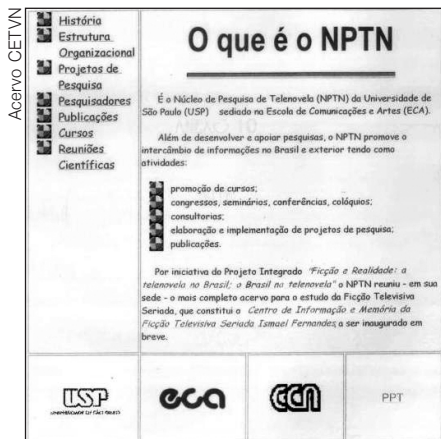 Acervo CETVN
História
Estrutura
Organizacional
Projetos de
Pesquisa
Pesquisadores
Publicações
Cursos
Reuniões
Científicas
O que é o NPTN
É o Núcleo de Pesquisa de Telenovela (NPTN) da Universidade de
São Paulo (USP) sediado na Escola de Comunicações e Artes (ECA).
Além de desenvolver e apoiar pesquisas, o NPTN promove o
intercâmbio de informações no Brasil e exterior tendo como
atividades:
promoção de cursos;
congressos, seminários, conferências, colóquios;
consultorias;
elaboração e implementação de projetos de pesquisa;
publicações.
Por iniciativa do Projeto Integrado "Ficção e Realidade: a
telenovela no Brasil; o Brasil na telenovela" o NPTN reuniu - em sua
sede - o mais completo acervo para o estudo da Ficção Televisiva
Seriada, que constitui o Centro de Informação e Memória da
Ficção Televisiva Seriada Ismael Fernandes, a ser inaugurado em
breve.
USP
UNIVERSIDADE DE SÃO PAULO
eca
CCA
PPT